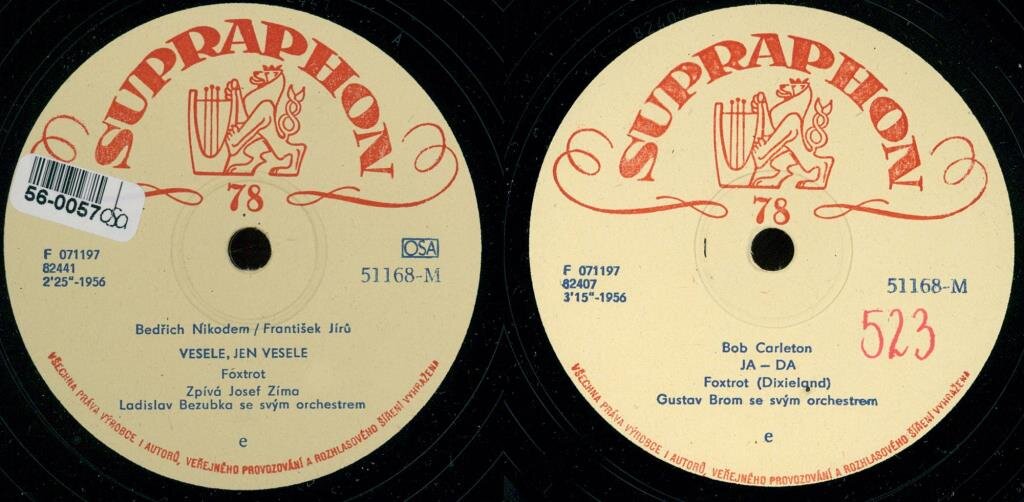 SUPRAPHON
78
56-0057 OSA
F 071197
82441
2'25"-1956
OSA
51168-M
Bedřich Nikodem / František Jírů
VESELE, JEN VESELE
Fóxtrot
Zpívá Josef Zíma
Ladislav Bezubka se svým orchestrem
e
VŠECHNA PRÁVA VÝROBCE I AUTORŮ, VEŘEJNÉHO PROVOZOVÁNÍ A ROZHLASOVÉHO ŠÍŘENÍ VYHRAŽENA
SUPRAPHON
78
F 071197
82407
3'15"-1956
51168-M
523
Bob Carleton
JA – DA
Foxtrot (Dixieland)
Gustav Brom se svým orchestrem
e
VŠECHNA PRÁVA VÝROBCE I AUTORŮ, VEŘEJNÉHO PROVOZOVÁNÍ A ROZHLASOVÉHO ŠÍŘENÍ VYHRAŽENA